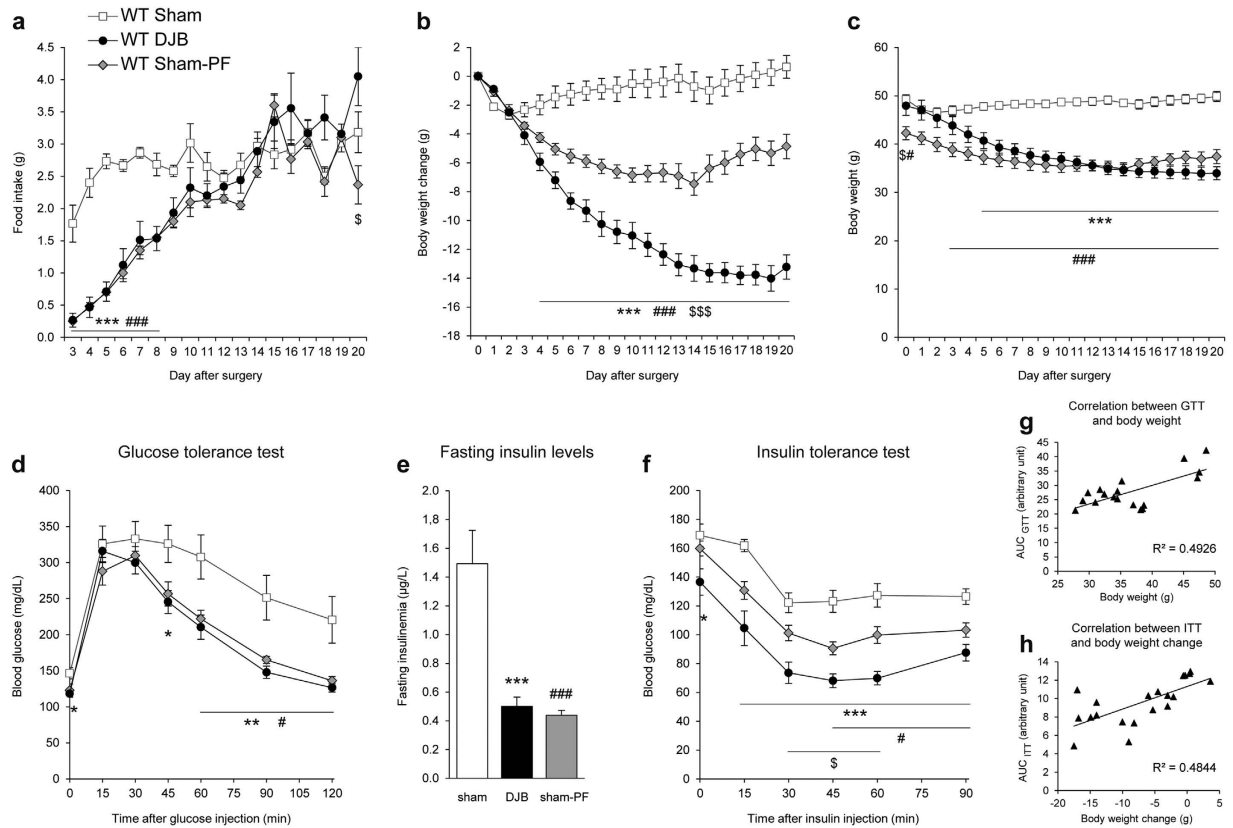 a
WT Sham
WT DJB
WT Sham-PF
Food intake (g)
4.5
4.0
3.5
3.0
2.5
2.0
1.5
1.0
0.5
0.0
*** ###
$
3 4 5 6 7 8 9 10 11 12 13 14 15 16 17 18 19 20
Day after surgery
b
Body weight change (g)
2
0
-2
-4
-6
-8
-10
-12
-14
-16
-18
*** ### $$$
0 1 2 3 4 5 6 7 8 9 10 11 12 13 14 15 16 17 18 19 20
Day after surgery
c
Body weight (g)
60
50
40
30
20
10
0
$#
***
###
0 1 2 3 4 5 6 7 8 9 10 11 12 13 14 15 16 17 18 19 20
Day after surgery
d
Glucose tolerance test
Blood glucose (mg/dL)
400
350
300
250
200
150
100
50
0
*
*
** #
0 15 30 45 60 75 90 105 120
Time after glucose injection (min)
e
Fasting insulin levels
Fasting insulinemia (µg/L)
2.0
1.8
1.6
1.4
1.2
1.0
0.8
0.6
0.4
0.2
0.0
***
###
sham DJB sham-PF
f
Insulin tolerance test
Blood glucose (mg/dL)
200
180
160
140
120
100
80
60
40
20
0
*
***
#
$
0 15 30 45 60 75 90
Time after insulin injection (min)
g
Correlation between GTT
and body weight
AUC GTT (arbitrary unit)
45
40
35
30
25
20
15
10
5
0
R² = 0.4926
25 30 35 40 45 50
Body weight (g)
h
Correlation between ITT
and body weight change
AUC ITT (arbitrary unit)
14
12
10
8
6
4
2
0
R² = 0.4844
-20 -15 -10 -5 0 5
Body weight change (g)